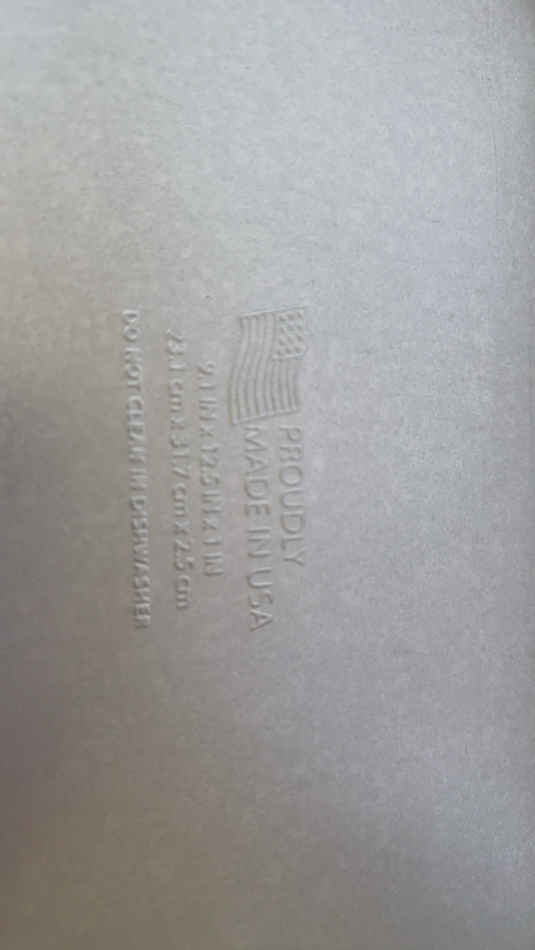 PROUDLY
MADE IN USA
9.1 IN x 12.5 IN x 1 IN
23.1 cm x 31.7 cm x 2.5 cm
DO NOT CLEAN IN DISHWASHER